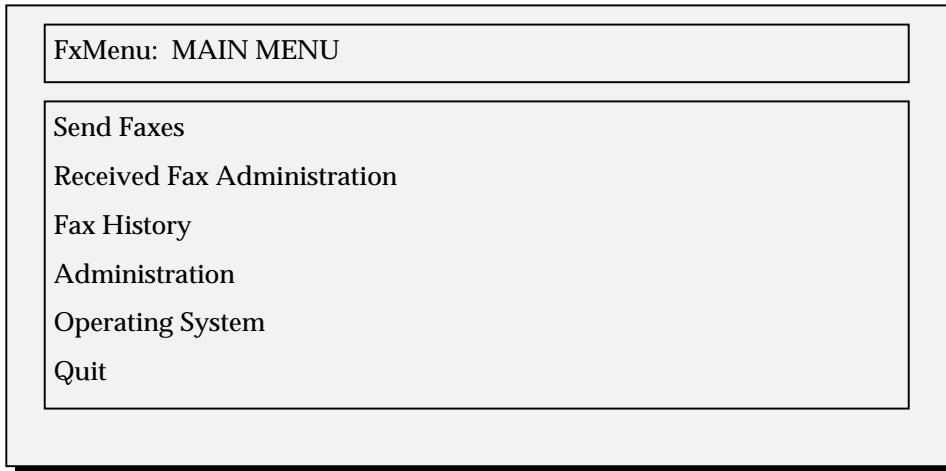 FxMenu:  MAIN MENU
Send Faxes
Received Fax Administration
Fax History
Administration
Operating System
Quit